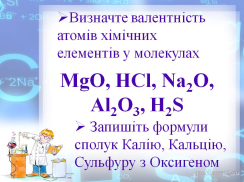 ➢Визначте валентність
атомів хімічних
елементів у молекулах
MgO, HCl, Na₂O,
Al₂O₃, H₂S
➢ Запишіть формули
сполук Калію, Кальцію,
Сульфуру з Оксигеном